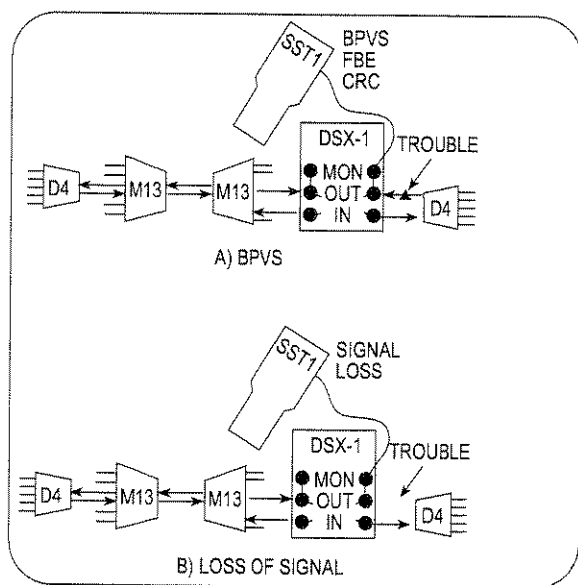 SST1
BPVS
FBE
CRC
DSX-1
TROUBLE
MON
OUT
IN
D4
M13
M13
D4
A) BPVS
SST1
SIGNAL
LOSS
DSX-1
TROUBLE
MON
OUT
IN
D4
M13
M13
D4
B) LOSS OF SIGNAL